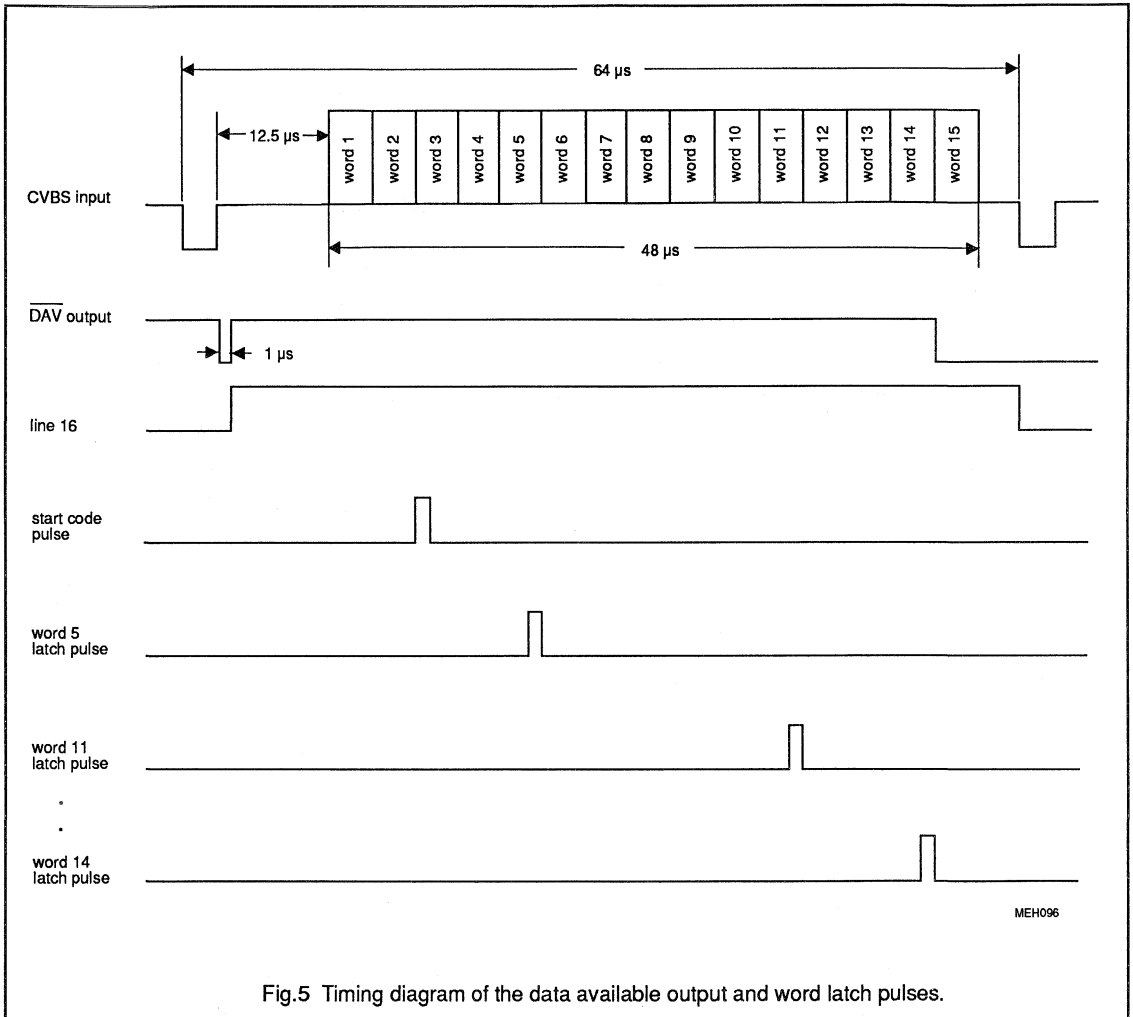 64 µs
12.5 µs
word 1
word 2
word 3
word 4
word 5
word 6
word 7
word 8
word 9
word 10
word 11
word 12
word 13
word 14
word 15
CVBS input
48 µs
DAV output
1 µs
line 16
start code
pulse
word 5
latch pulse
word 11
latch pulse
.
.
word 14
latch pulse
MEH096
Fig.5 Timing diagram of the data available output and word latch pulses.